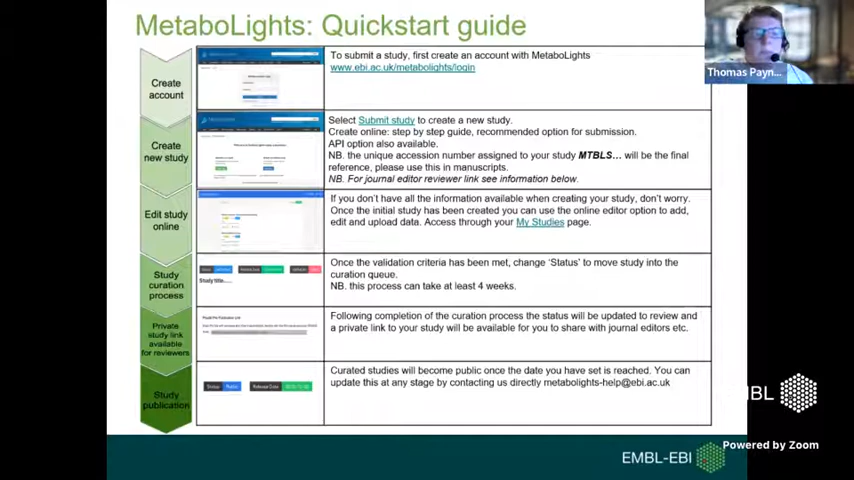 MetaboLights: Quickstart guide
Thomas Payn...
Create
account
To submit a study, first create an account with MetaboLights
www.ebi.ac.uk/metabolights/login
Create
new study
Select Submit study to create a new study.
Create online: step by step guide, recommended option for submission.
API option also available.
NB. the unique accession number assigned to your study MTBLS... will be the final
reference, please use this in manuscripts.
NB. For journal editor reviewer link see information below.
Edit study
online
If you don't have all the information available when creating your study, don't worry.
Once the initial study has been created you can use the online editor option to add,
edit and upload data. Access through your My Studies page.
Study
curation
process
Study title.....
Once the validation criteria has been met, change 'Status' to move study into the
curation queue.
NB. this process can take at least 4 weeks.
Private
study link
available
for reviewers
Following completion of the curation process the status will be updated to review and
a private link to your study will be available for you to share with journal editors etc.
Study
publication
Status Public Release Date
Curated studies will become public once the date you have set is reached. You can
update this at any stage by contacting us directly metabolights-help@ebi.ac.uk
EMBL
Powered by Zoom
EMBL-EBI